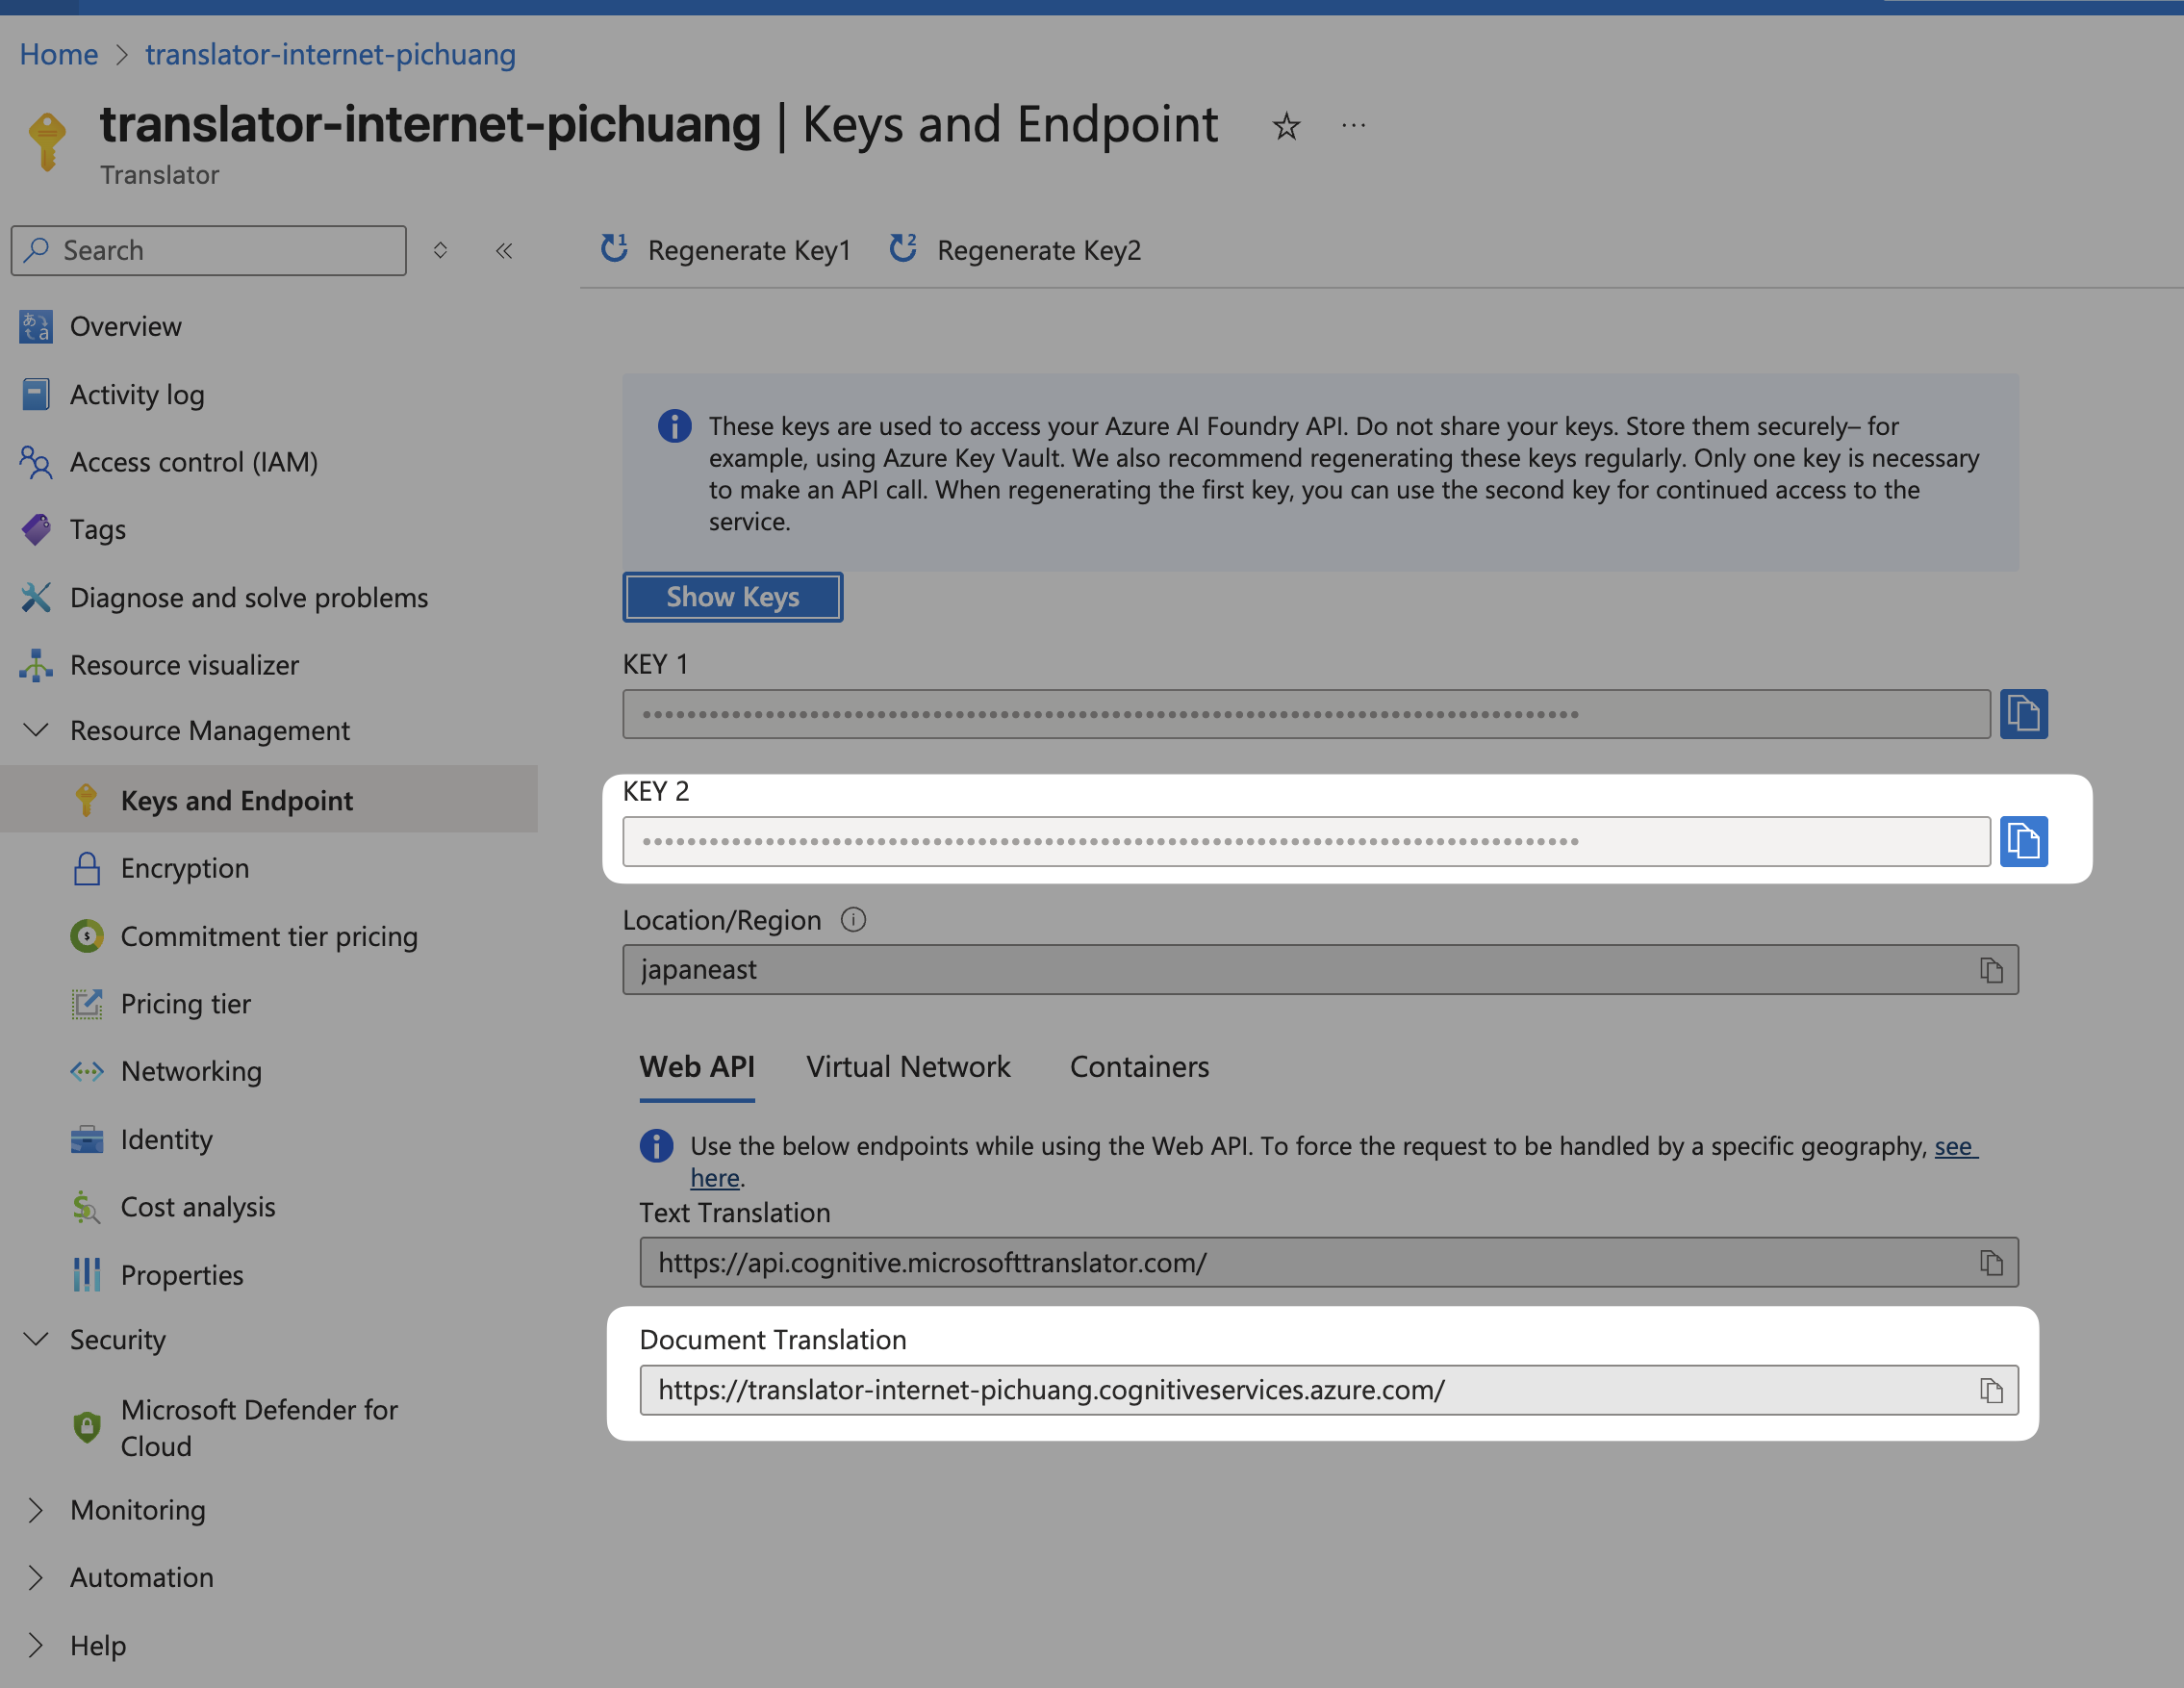 Home > translator-internet-pichuang
translator-internet-pichuang | Keys and Endpoint
Translator
Search
Regenerate Key1
Regenerate Key2
Overview
Activity log
Access control (IAM)
Tags
Diagnose and solve problems
Resource visualizer
Resource Management
Keys and Endpoint
Encryption
Commitment tier pricing
Pricing tier
Networking
Identity
Cost analysis
Properties
Security
Microsoft Defender for
Cloud
Monitoring
Automation
Help
These keys are used to access your Azure AI Foundry API. Do not share your keys. Store them securely– for
example, using Azure Key Vault. We also recommend regenerating these keys regularly. Only one key is necessary
to make an API call. When regenerating the first key, you can use the second key for continued access to the
service.
Show Keys
KEY 1
KEY 2
Location/Region
japaneast
Web API
Virtual Network
Containers
Use the below endpoints while using the Web API. To force the request to be handled by a specific geography, see
here.
Text Translation
https://api.cognitive.microsofttranslator.com/
Document Translation
https://translator-internet-pichuang.cognitiveservices.azure.com/